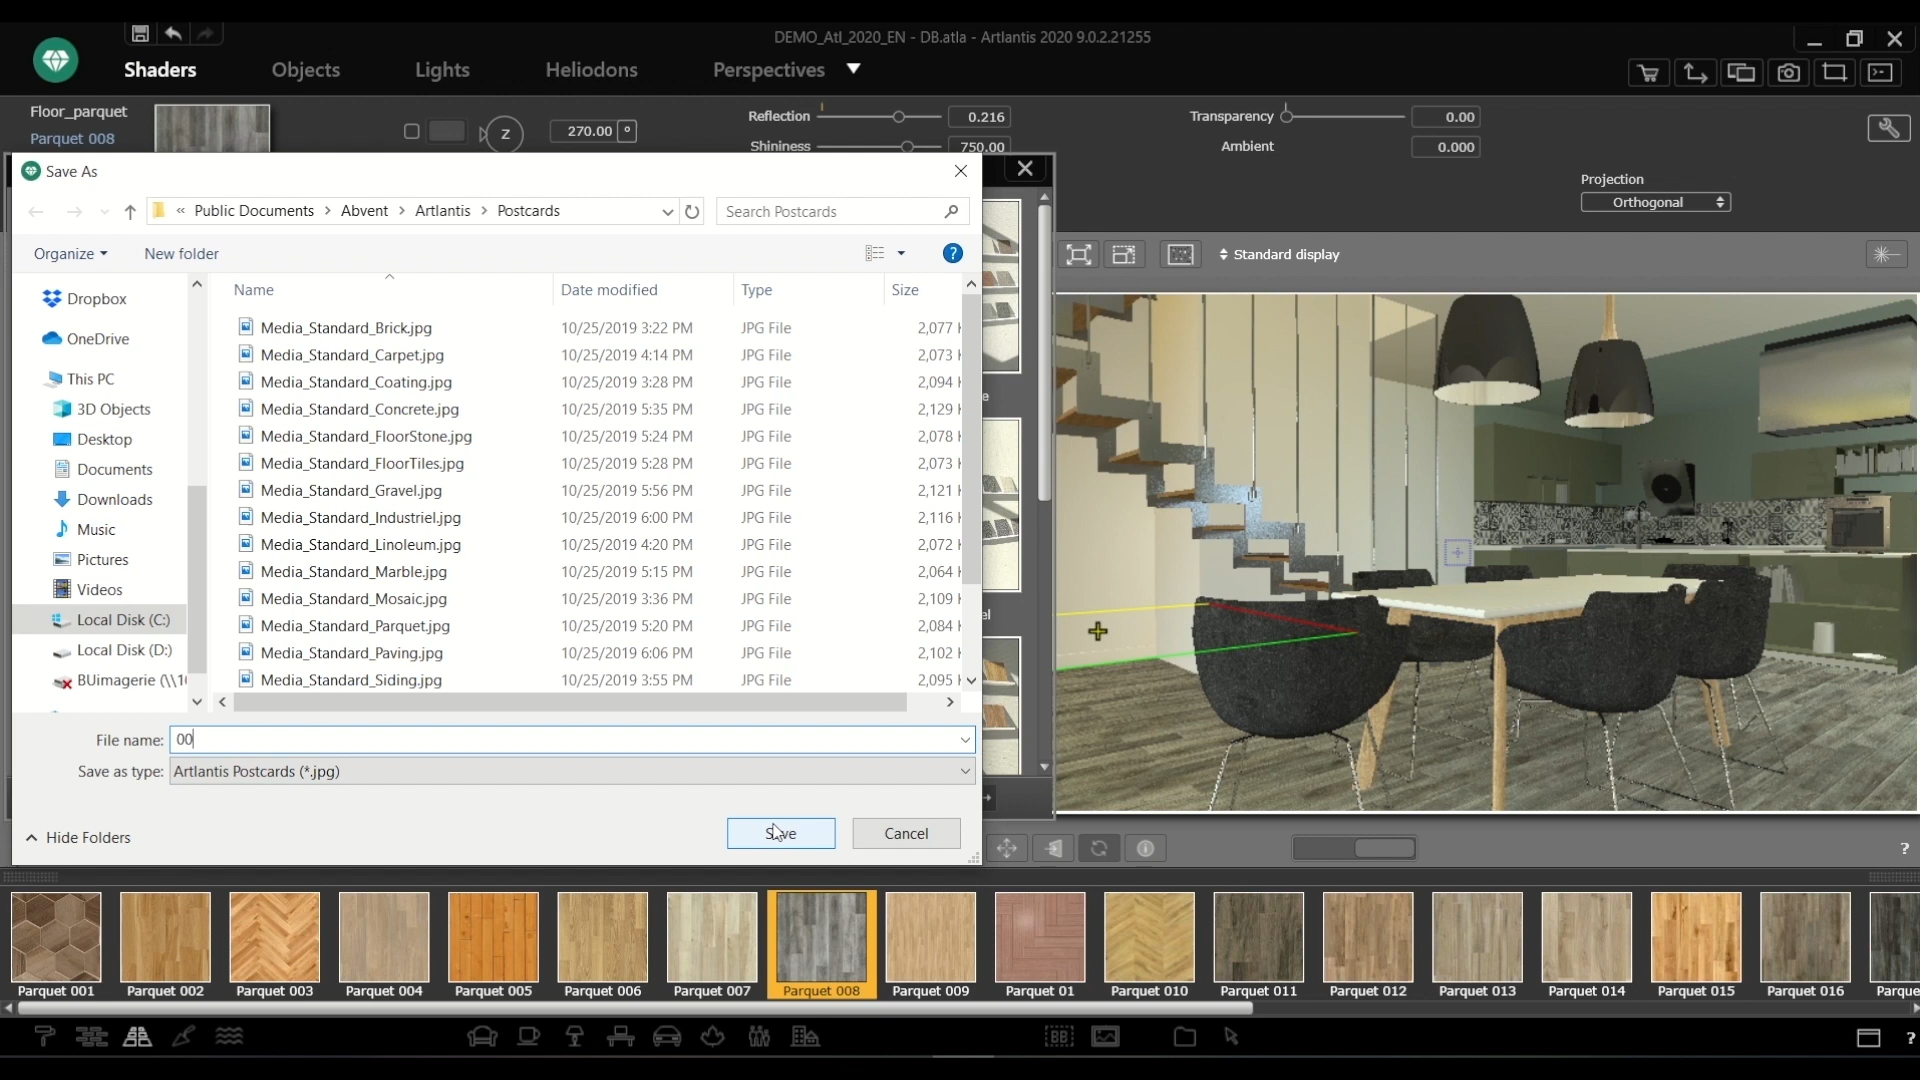 DEMO_Atl_2020_EN - DB.atla - Artlantis 2020 9.0.2.21255
Shaders Objects Lights Heliodons Perspectives
Floor_parquet
Parquet 008
Z 270.00 °
Reflection 0.216
Shininess 750.00
Transparency 0.00
Ambient 0.000
Projection
Orthogonal
Standard display
Save As
« Public Documents > Abvent > Artlantis > Postcards
Search Postcards
Organize New folder
Name Date modified Type Size
Dropbox
OneDrive
This PC
3D Objects
Desktop
Documents
Downloads
Music
Pictures
Videos
Local Disk (C:)
Local Disk (D:)
BUimagerie (\\1
Media_Standard_Brick.jpg 10/25/2019 3:22 PM JPG File 2,077
Media_Standard_Carpet.jpg 10/25/2019 4:14 PM JPG File 2,073
Media_Standard_Coating.jpg 10/25/2019 3:28 PM JPG File 2,094
Media_Standard_Concrete.jpg 10/25/2019 5:35 PM JPG File 2,129
Media_Standard_FloorStone.jpg 10/25/2019 5:24 PM JPG File 2,078
Media_Standard_FloorTiles.jpg 10/25/2019 5:28 PM JPG File 2,073
Media_Standard_Gravel.jpg 10/25/2019 5:56 PM JPG File 2,121
Media_Standard_Industriel.jpg 10/25/2019 6:00 PM JPG File 2,116
Media_Standard_Linoleum.jpg 10/25/2019 4:20 PM JPG File 2,072
Media_Standard_Marble.jpg 10/25/2019 5:15 PM JPG File 2,064
Media_Standard_Mosaic.jpg 10/25/2019 3:36 PM JPG File 2,109
Media_Standard_Parquet.jpg 10/25/2019 5:20 PM JPG File 2,084
Media_Standard_Paving.jpg 10/25/2019 6:06 PM JPG File 2,102
Media_Standard_Siding.jpg 10/25/2019 3:55 PM JPG File 2,095
e
el
File name: 00
Save as type: Artlantis Postcards (*.jpg)
Hide Folders
Save Cancel
?
Parquet 001 Parquet 002 Parquet 003 Parquet 004 Parquet 005 Parquet 006 Parquet 007 Parquet 008 Parquet 009 Parquet 01 Parquet 010 Parquet 011 Parquet 012 Parquet 013 Parquet 014 Parquet 015 Parquet 016 Parque
BB
?